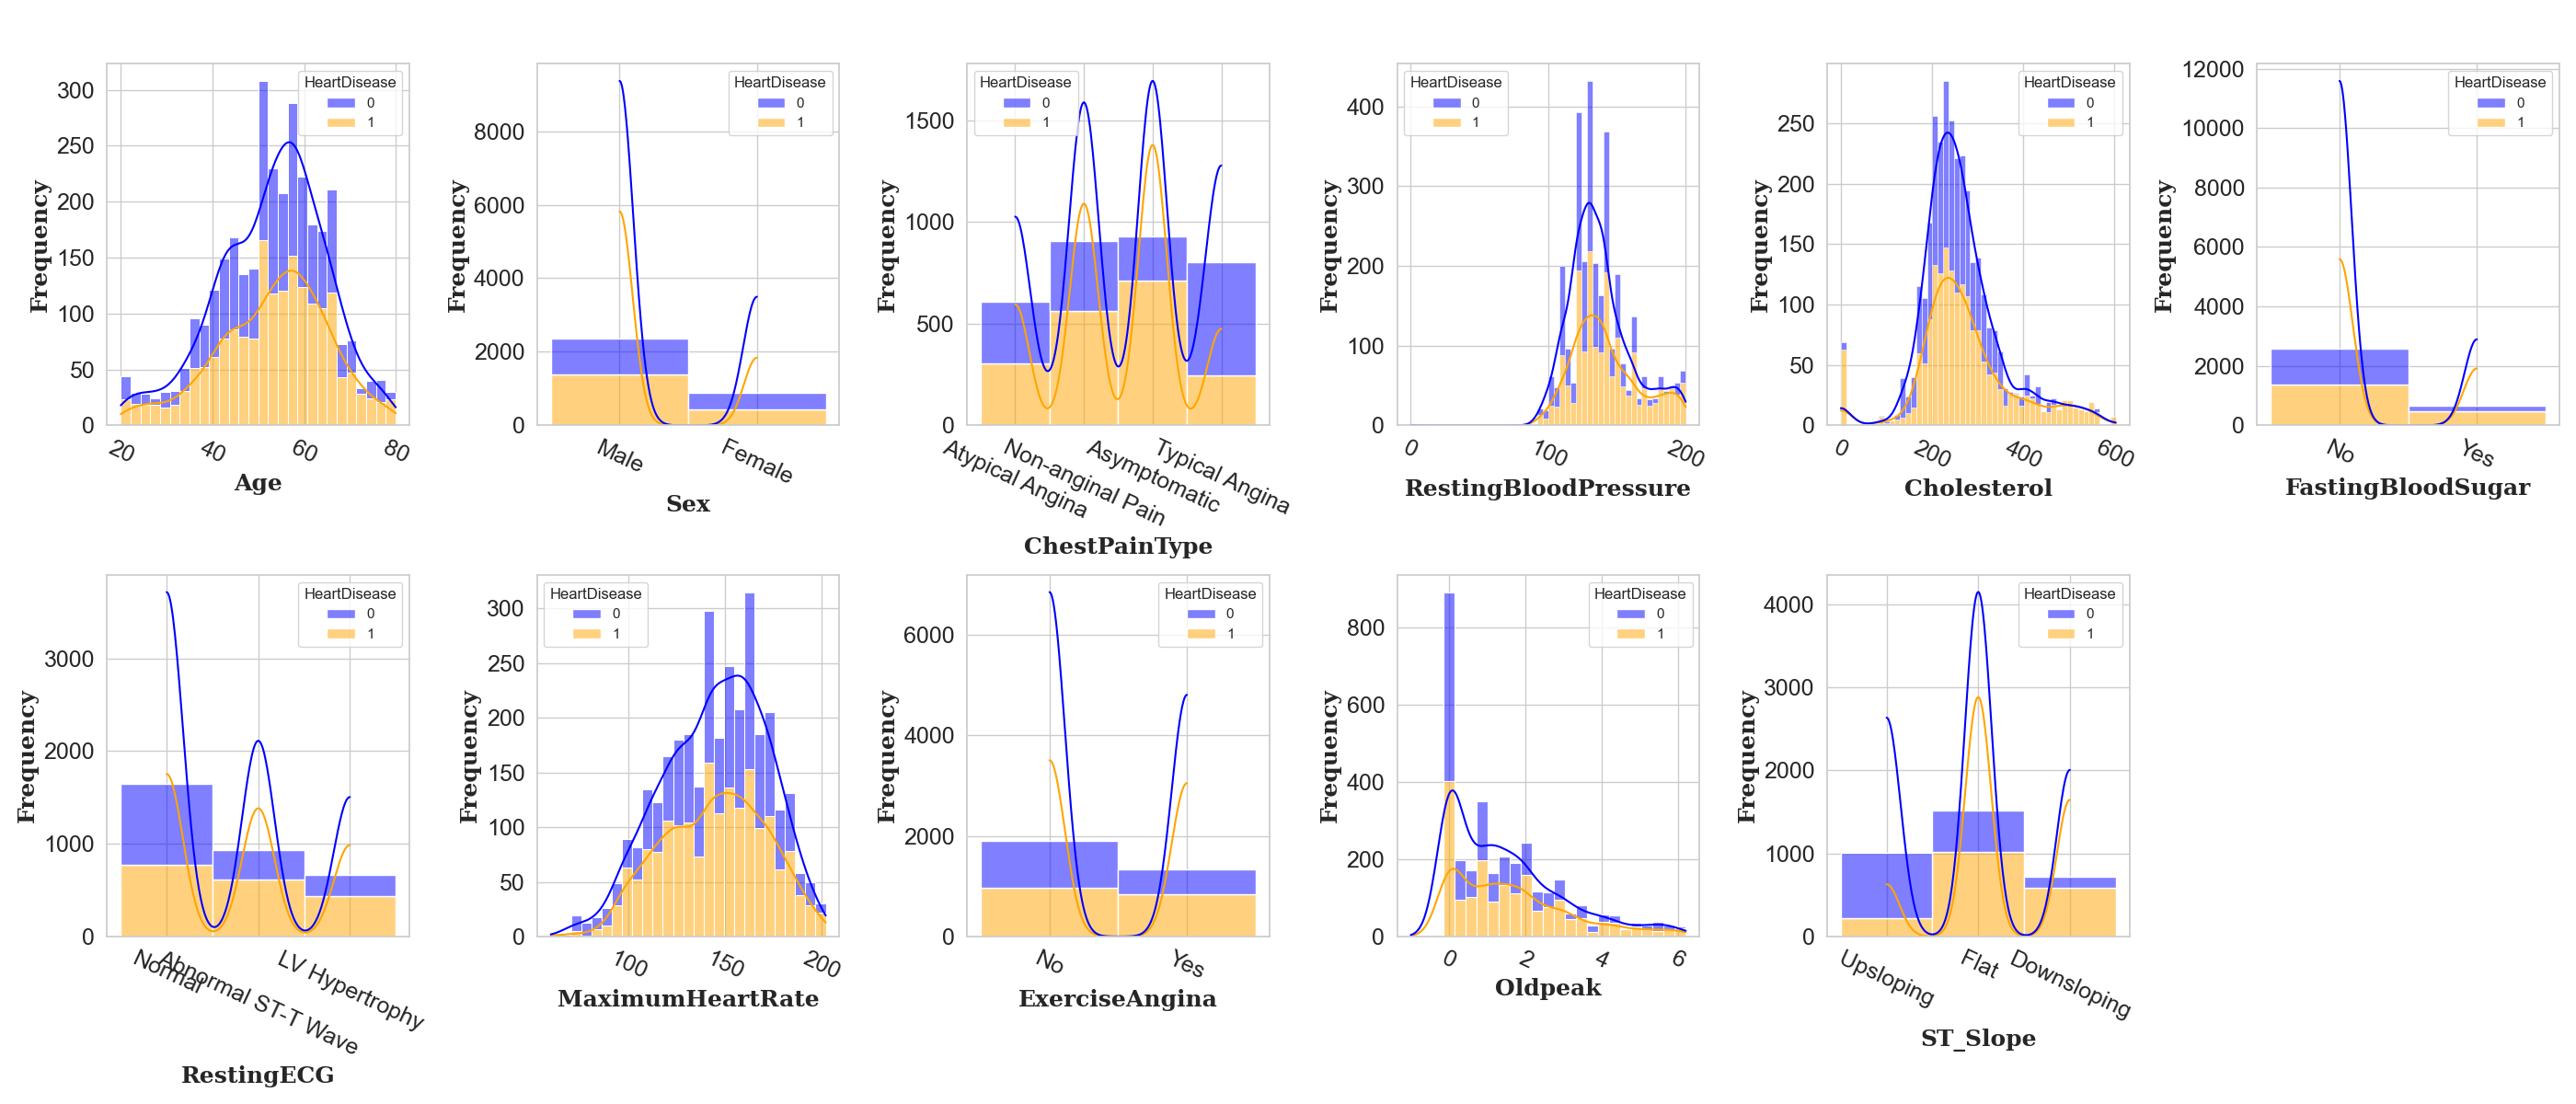 HeartDisease
0
1
300
250
200
150
100
50
0
Frequency
20
40
60
80
Age
HeartDisease
0
1
8000
6000
4000
2000
0
Frequency
Male
Female
Sex
HeartDisease
0
1
1500
1000
500
0
Frequency
Atypical Angina
Non-anginal Pain
Asymptomatic
Typical Angina
ChestPainType
HeartDisease
0
1
400
300
200
100
0
Frequency
0
100
200
RestingBloodPressure
HeartDisease
0
1
250
200
150
100
50
0
Frequency
0
200
400
600
Cholesterol
HeartDisease
0
1
12000
10000
8000
6000
4000
2000
0
Frequency
No
Yes
FastingBloodSugar
HeartDisease
0
1
3000
2000
1000
0
Frequency
Normal
Abnormal ST-T Wave
LV Hypertrophy
RestingECG
HeartDisease
0
1
300
250
200
150
100
50
0
Frequency
100
150
200
MaximumHeartRate
HeartDisease
0
1
6000
4000
2000
0
Frequency
No
Yes
ExerciseAngina
HeartDisease
0
1
800
600
400
200
0
Frequency
0
2
4
6
Oldpeak
HeartDisease
0
1
4000
3000
2000
1000
0
Frequency
Upsloping
Flat
Downsloping
ST_Slope